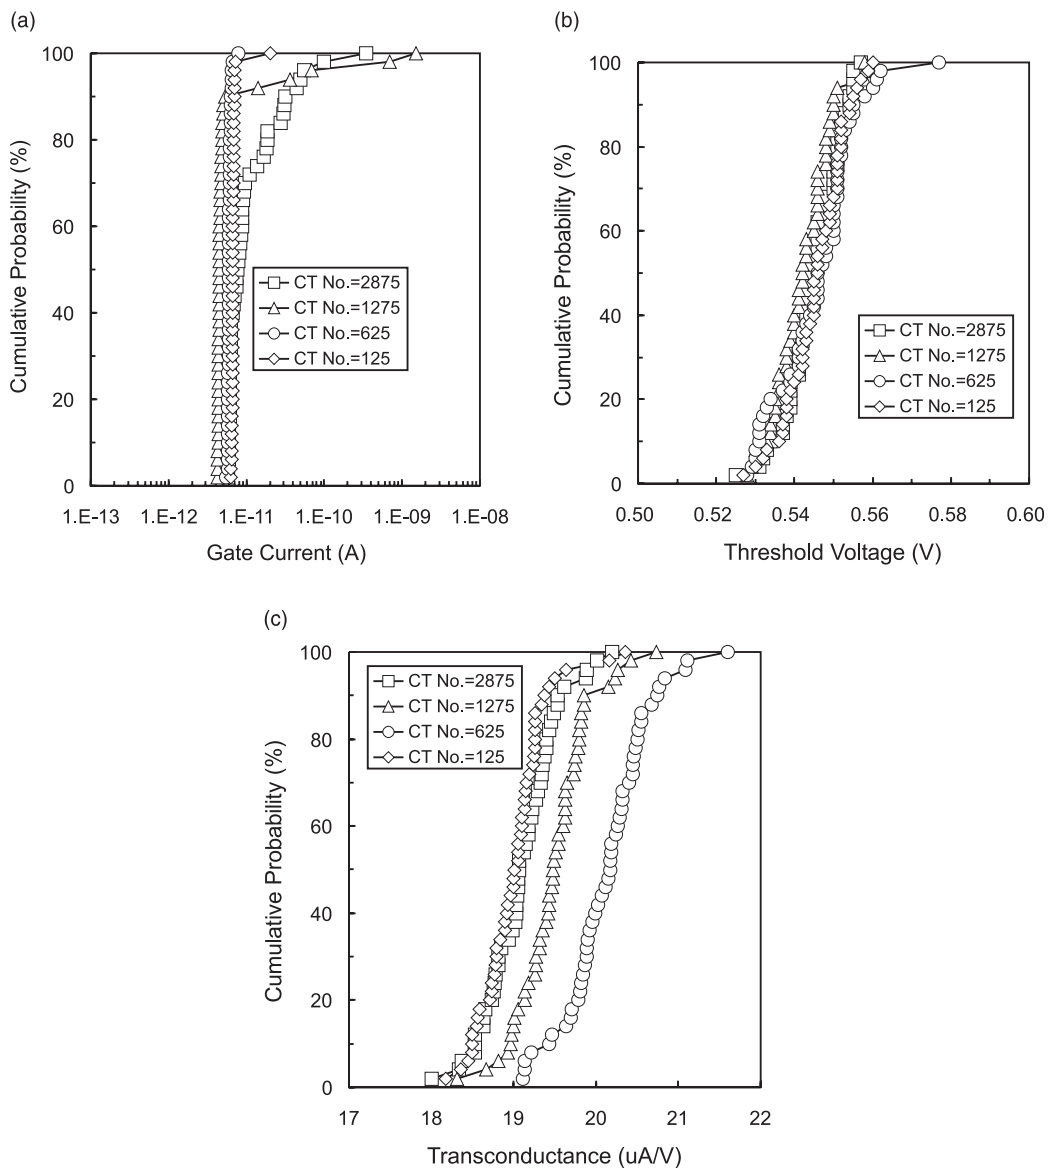 (a)
100
80
60
40
20
0
Cumulative Probability (%)
CT No.=2875
CT No.=1275
CT No.=625
CT No.=125
1.E-13 1.E-12 1.E-11 1.E-10 1.E-09 1.E-08
Gate Current (A)
(b)
100
80
60
40
20
0
Cumulative Probability (%)
CT No.=2875
CT No.=1275
CT No.=625
CT No.=125
0.50 0.52 0.54 0.56 0.58 0.60
Threshold Voltage (V)
(c)
100
80
60
40
20
0
Cumulative Probability (%)
CT No.=2875
CT No.=1275
CT No.=625
CT No.=125
17 18 19 20 21 22
Transconductance (uA/V)